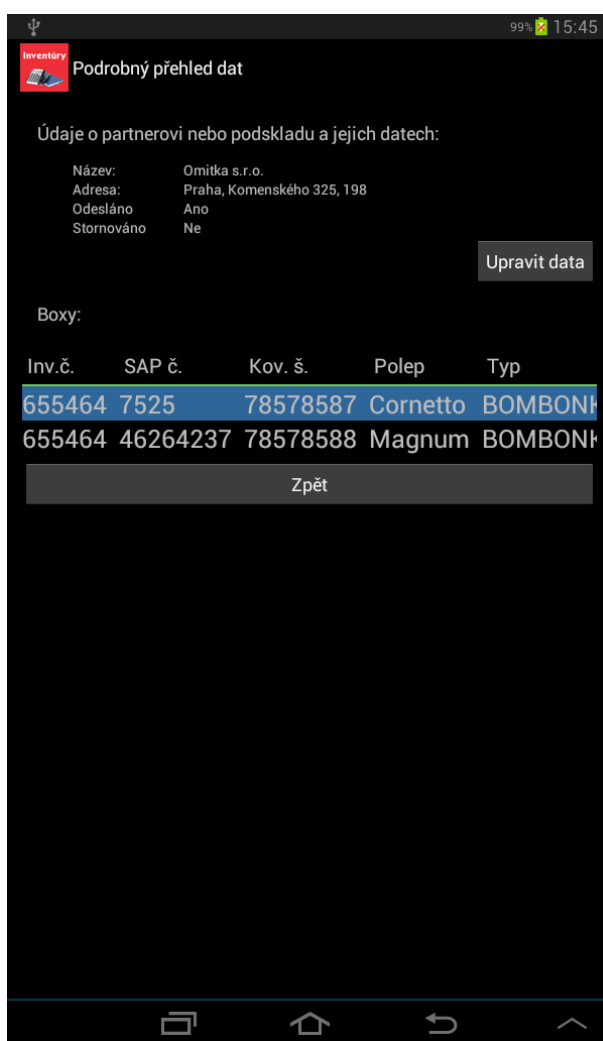 99% 15:45
Inventúry
Podrobný přehled dat
Údaje o partnerovi nebo podskladu a jejich datech:
Název: Omitka s.r.o.
Adresa: Praha, Komenského 325, 198
Odesláno Ano
Stornováno Ne
Upravit data
Boxy:
Inv.č. SAP č. Kov. š. Polep Typ
655464 7525 78578587 Cornetto BOMBONK
655464 46264237 78578588 Magnum BOMBONK
Zpět